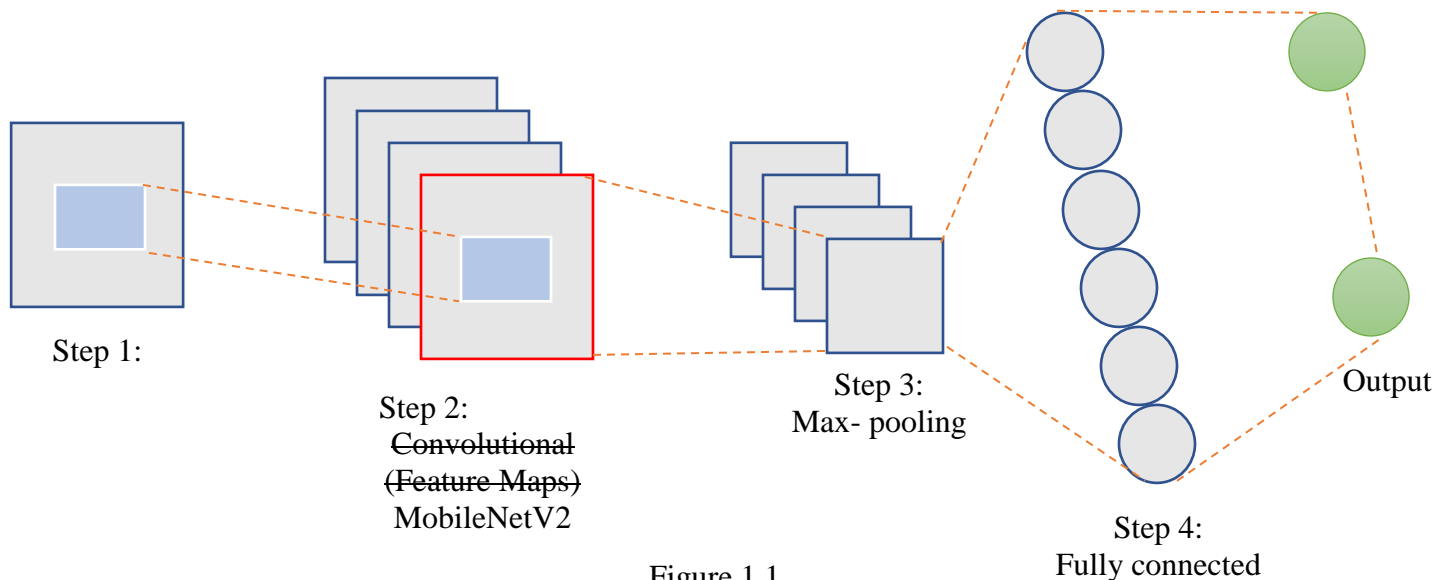 Step 1:
Step 2:
Convolutional
(Feature Maps)
MobileNetV2
Step 3:
Max- pooling
Step 4:
Fully connected
Output
Figure 1.1